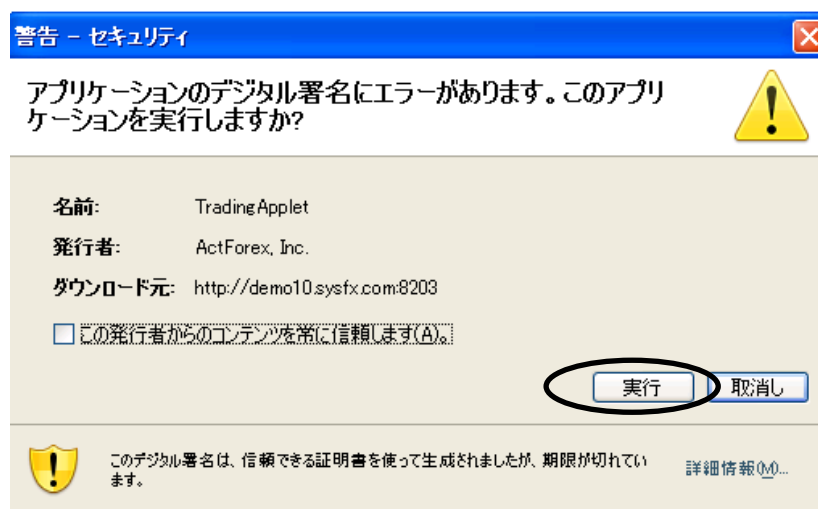 警告 - セキュリティ
アプリケーションのデジタル署名にエラーがあります。このアプリ
ケーションを実行しますか?
名前: TradingApplet
発行者: ActForex, Inc.
ダウンロード元: http://demo10.sysfx.com:8203
この発行者からのコンテンツを常に信頼します(A)。
実行 取消し
このデジタル署名は、信頼できる証明書を使って生成されましたが、期限が切れてい
ます。
詳細情報(M)...